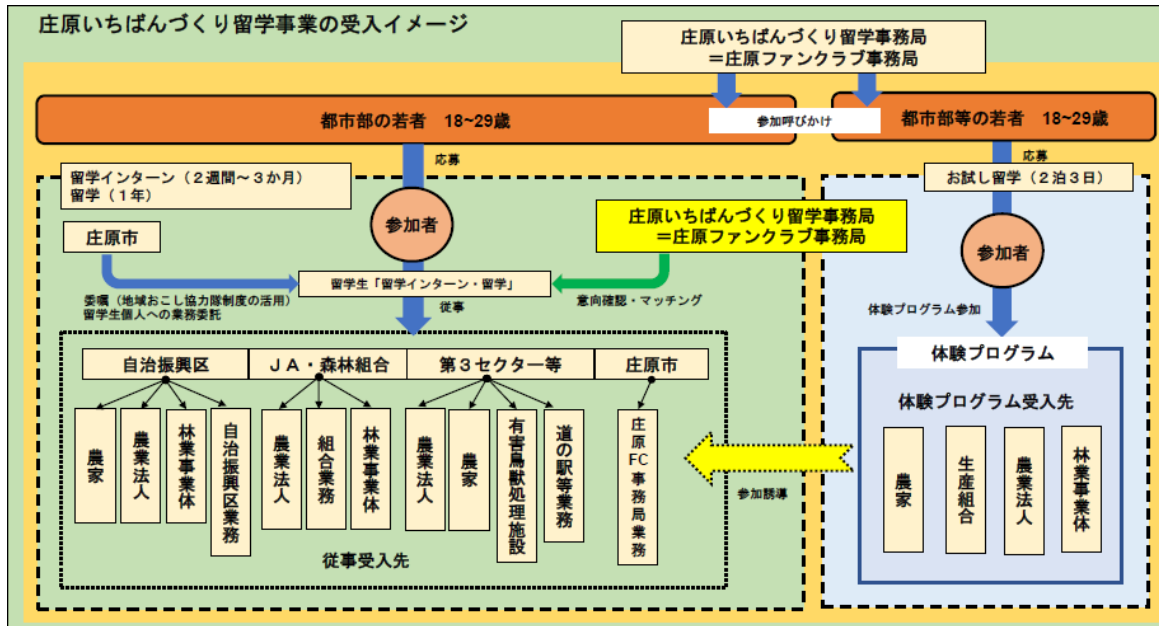 庄原いちばんづくり留学事業の受入イメージ
庄原いちばんづくり留学事務局
＝庄原ファンクラブ事務局
都市部の若者　18~29歳
参加呼びかけ
都市部等の若者　18~29歳
応募
応募
留学インターン（２週間～３か月）
留学（１年）
お試し留学（２泊３日）
参加者
庄原いちばんづくり留学事務局
＝庄原ファンクラブ事務局
参加者
庄原市
留学生「留学インターン・留学」
委嘱（地域おこし協力隊制度の活用）
留学生個人への業務委託
従事
意向確認・マッチング
体験プログラム参加
自治振興区
ＪＡ・森林組合
第３セクター等
庄原市
農家
農業法人
林業事業体
自治振興区業務
農業法人
組合業務
林業事業体
農業法人
農家
有害鳥獣処理施設
道の駅等業務
庄原FC事務局業務
従事受入先
参加誘導
体験プログラム
体験プログラム受入先
農家
生産組合
農業法人
林業事業体